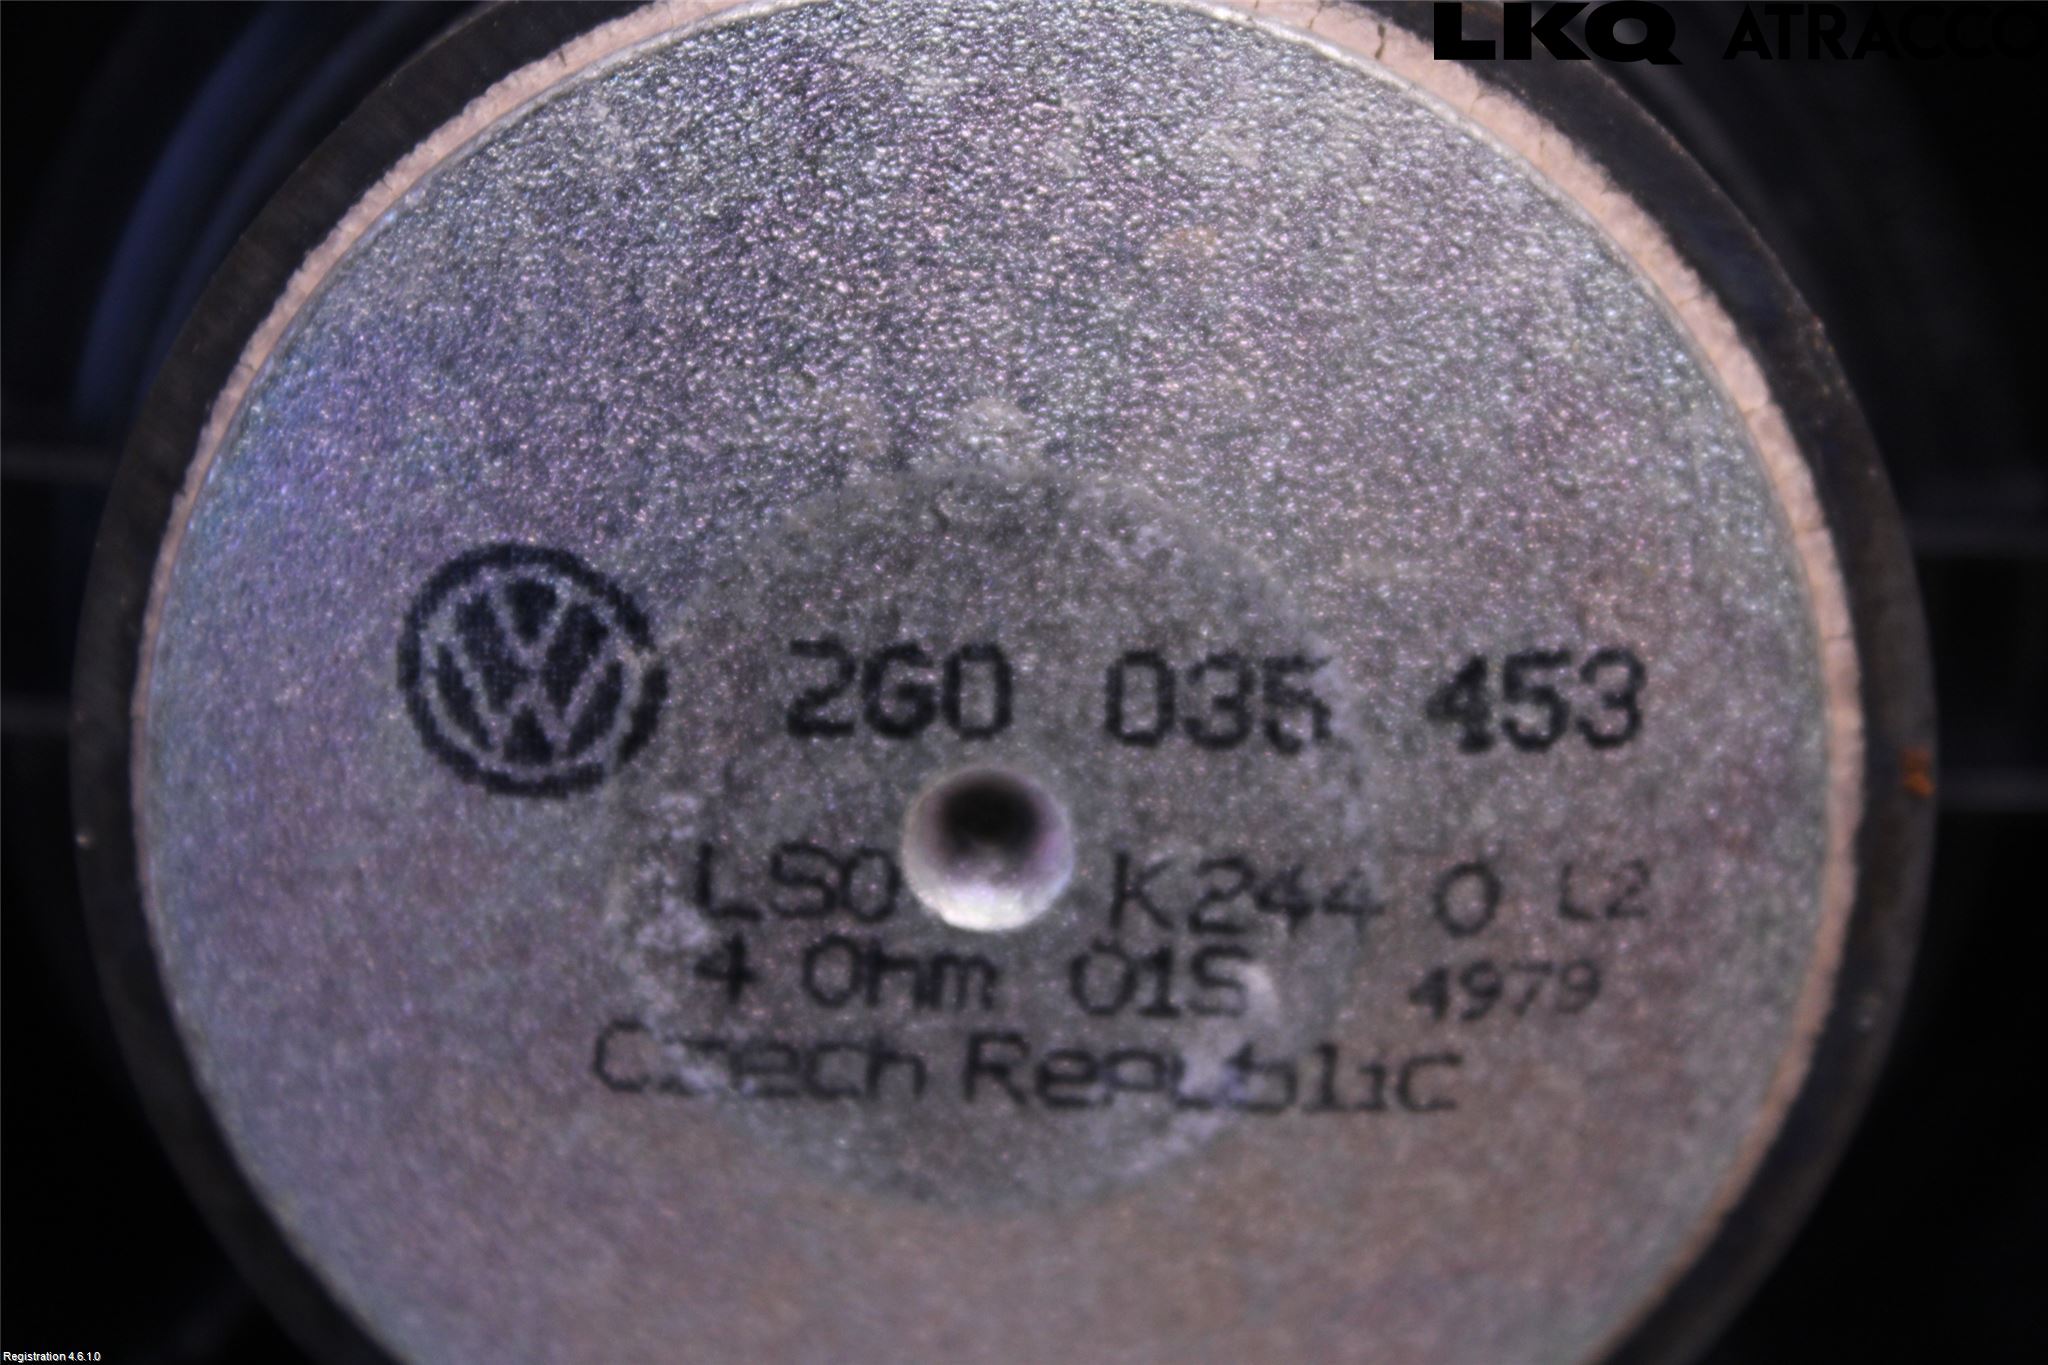 LKQ ATRACCO
2G0 035 453
LS0 K244 0 L2
4 Ohm 01S 4979
Czech Republic
Registration 4.6.1.0